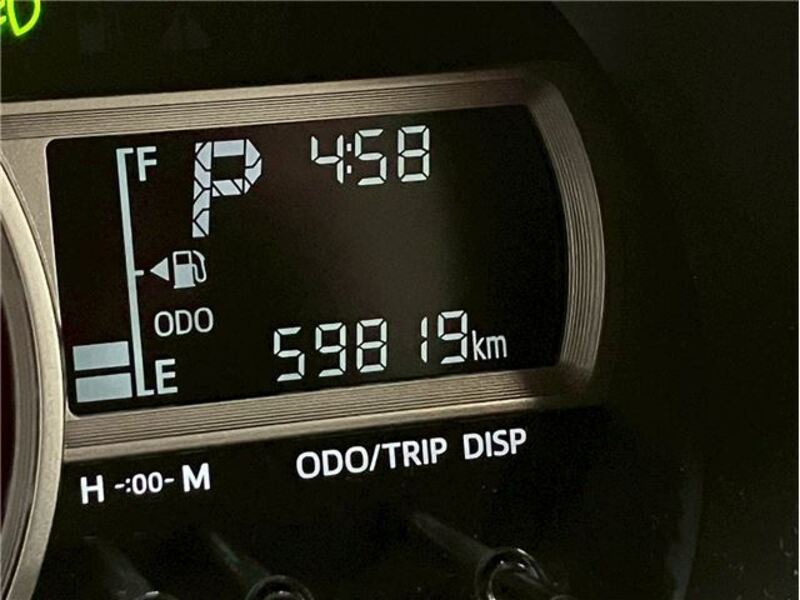 F P 4:58
ODO
59819km
E
ODO/TRIP DISP
H -:00- M